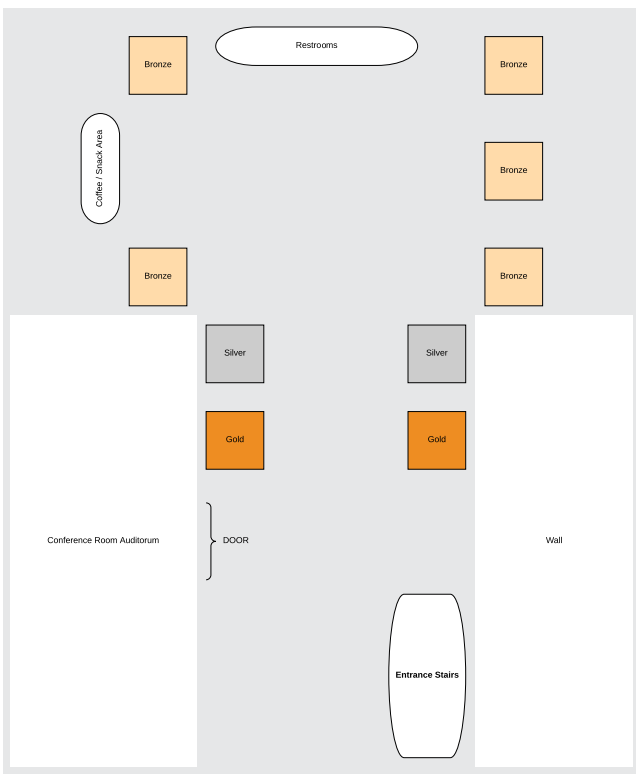 Restrooms
Bronze
Bronze
Coffee / Snack Area
Bronze
Bronze
Bronze
Silver
Silver
Gold
Gold
Conference Room Auditorum
DOOR
Wall
Entrance Stairs